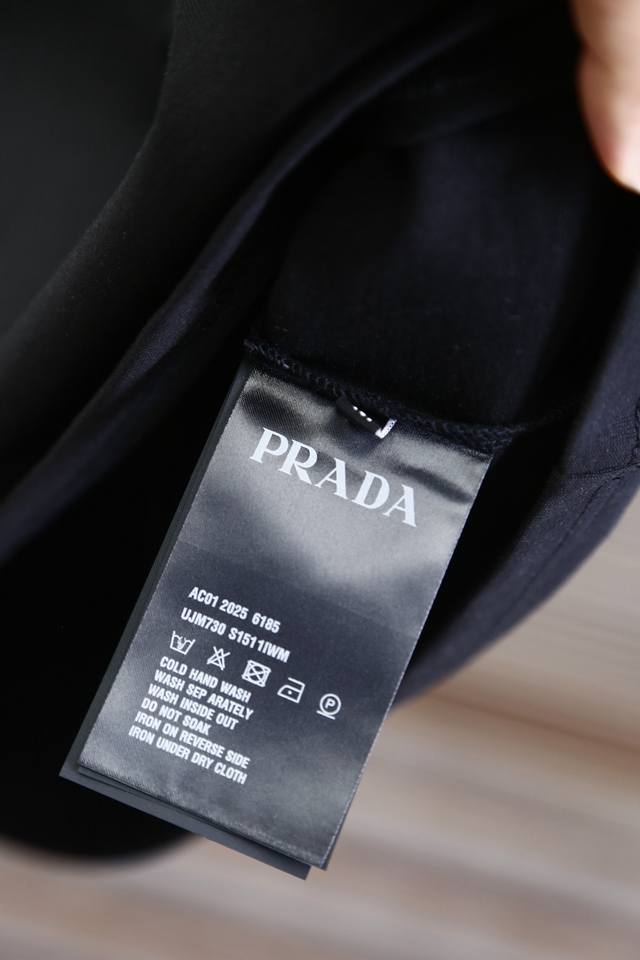 PRADA
AC01 2025 6185
UJM730 S1511IWM
P
COLD HAND WASH
WASH SEP ARATELY
WASH INSIDE OUT
DO NOT SOAK
IRON ON REVERSE SIDE
IRON UNDER DRY CLOTH